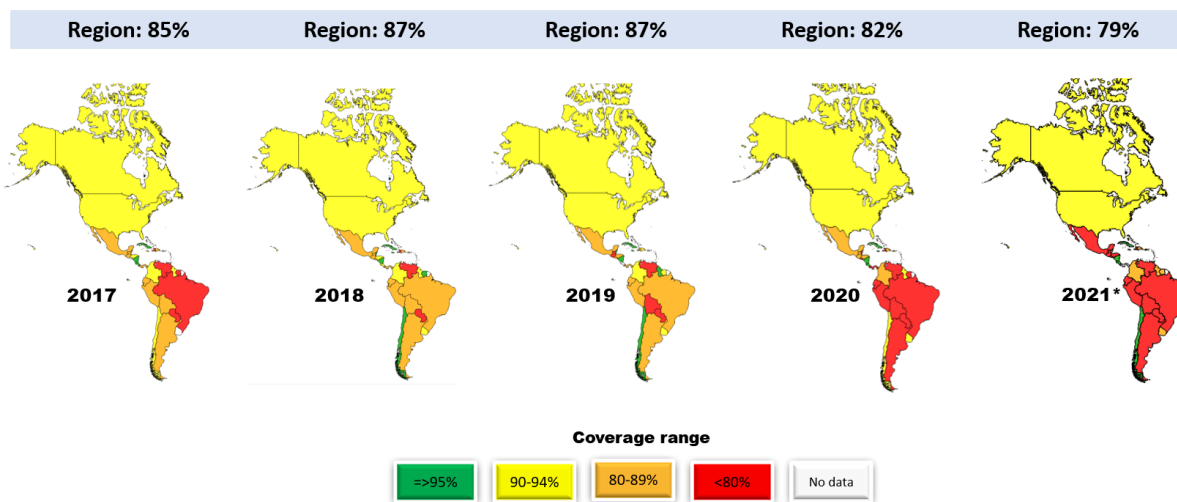 Region: 85%
Region: 87%
Region: 87%
Region: 82%
Region: 79%
2017
2018
2019
2020
2021*
Coverage range
=>95%
90-94%
80-89%
<80%
No data